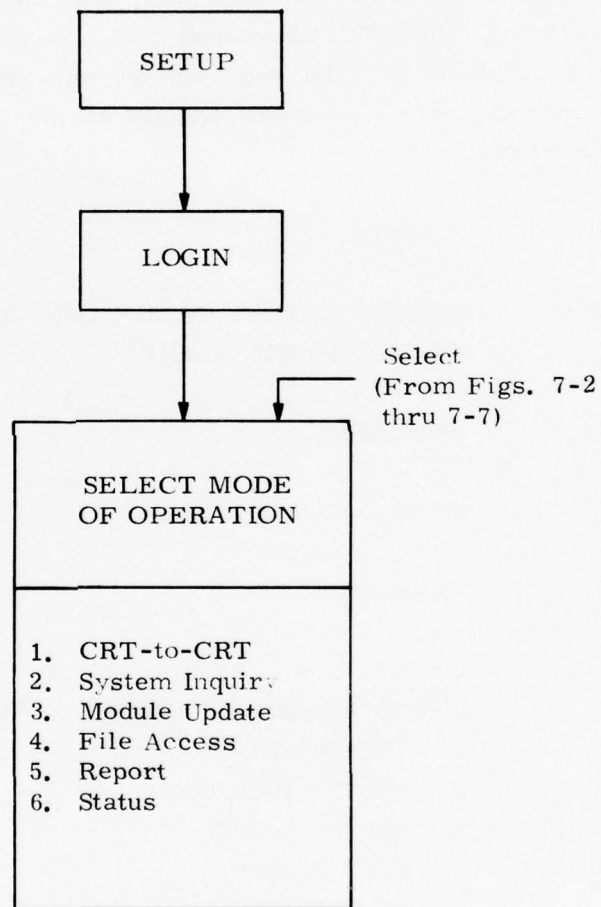 SETUP
LOGIN
Select
(From Figs. 7-2
thru 7-7)
SELECT MODE
OF OPERATION
1. CRT-to-CRT
2. System Inquiry
3. Module Update
4. File Access
5. Report
6. Status